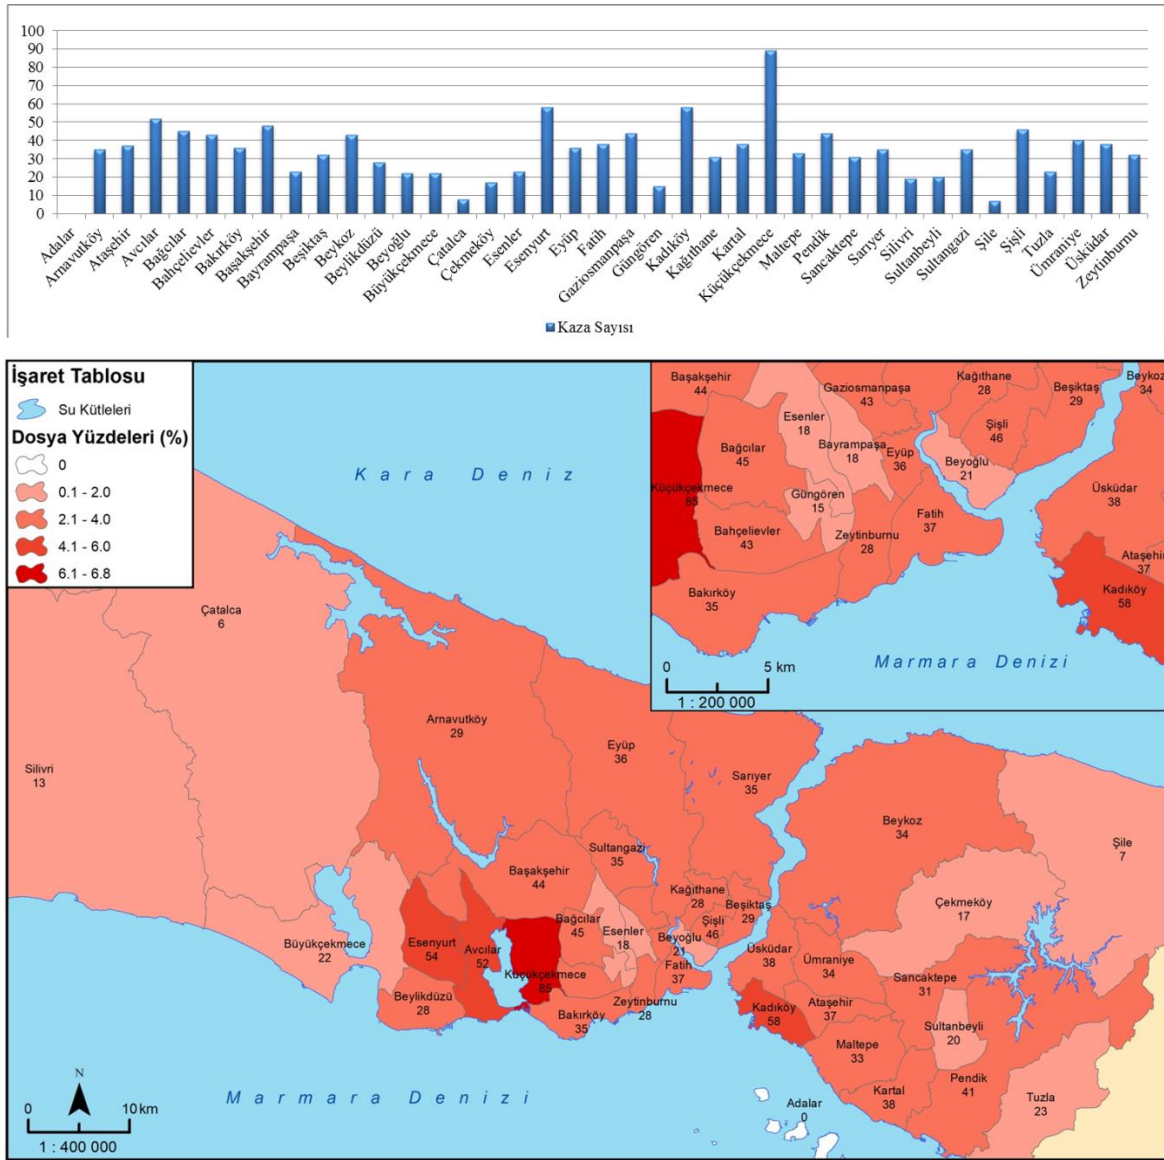 100
90
80
70
60
50
40
30
20
10
0
Adalar
Arnavutköy
Ataşehir
Avcılar
Bağcılar
Bahçelievler
Bakırköy
Başakşehir
Bayrampaşa
Beşiktaş
Beykoz
Beylikdüzü
Beyoğlu
Büyükçekmece
Çatalca
Çekmeköy
Esenler
Esenyurt
Eyüp
Fatih
Gaziosmanpaşa
Güngören
Kadıköy
Kağıthane
Kartal
Küçükçekmece
Maltepe
Pendik
Sancaktepe
Sarıyer
Silivri
Sultanbeyli
Sultangazi
Şile
Şişli
Tuzla
Ümraniye
Üsküdar
Zeytinburnu
Kaza Sayısı
İşaret Tablosu
Su Kütleleri
Dosya Yüzdeleri (%)
0
0.1 - 2.0
2.1 - 4.0
4.1 - 6.0
6.1 - 6.8
Kara Deniz
Başakşehir
44
Gaziosmanpaşa
43
Kağıthane
28
Beşiktaş
29
Beykoz
34
Esenler
18
Şişli
46
Bağcılar
45
Bayrampaşa
18
Eyüp
36
Beyoğlu
21
Küçükçekmece
85
Güngören
15
Üsküdar
38
Fatih
37
Bahçelievler
43
Zeytinburnu
28
Ataşehir
37
Kadıköy
58
Bakırköy
35
Marmara Denizi
0 5 km
1 : 200 000
Çatalca
6
Arnavutköy
29
Eyüp
36
Silivri
13
Sarıyer
35
Beykoz
34
Şile
7
Sultangazi
35
Başakşehir
44
Kağıthane
28
Beşiktaş
29
Çekmeköy
17
Bağcılar
45
Şişli
46
Esenler
18
Beyoğlu
21
Büyükçekmece
22
Esenyurt
54
Avcılar
52
Üsküdar
38
Ümraniye
34
Fatih
37
Küçükçekmece
85
Sancaktepe
31
Beylikdüzü
28
Zeytinburnu
28
Kadıköy
58
Ataşehir
37
Bakırköy
35
Sultanbeyli
20
Maltepe
33
Pendik
41
Kartal
38
Tuzla
23
Adalar
0
Marmara Denizi
N
0 10 km
1 : 400 000